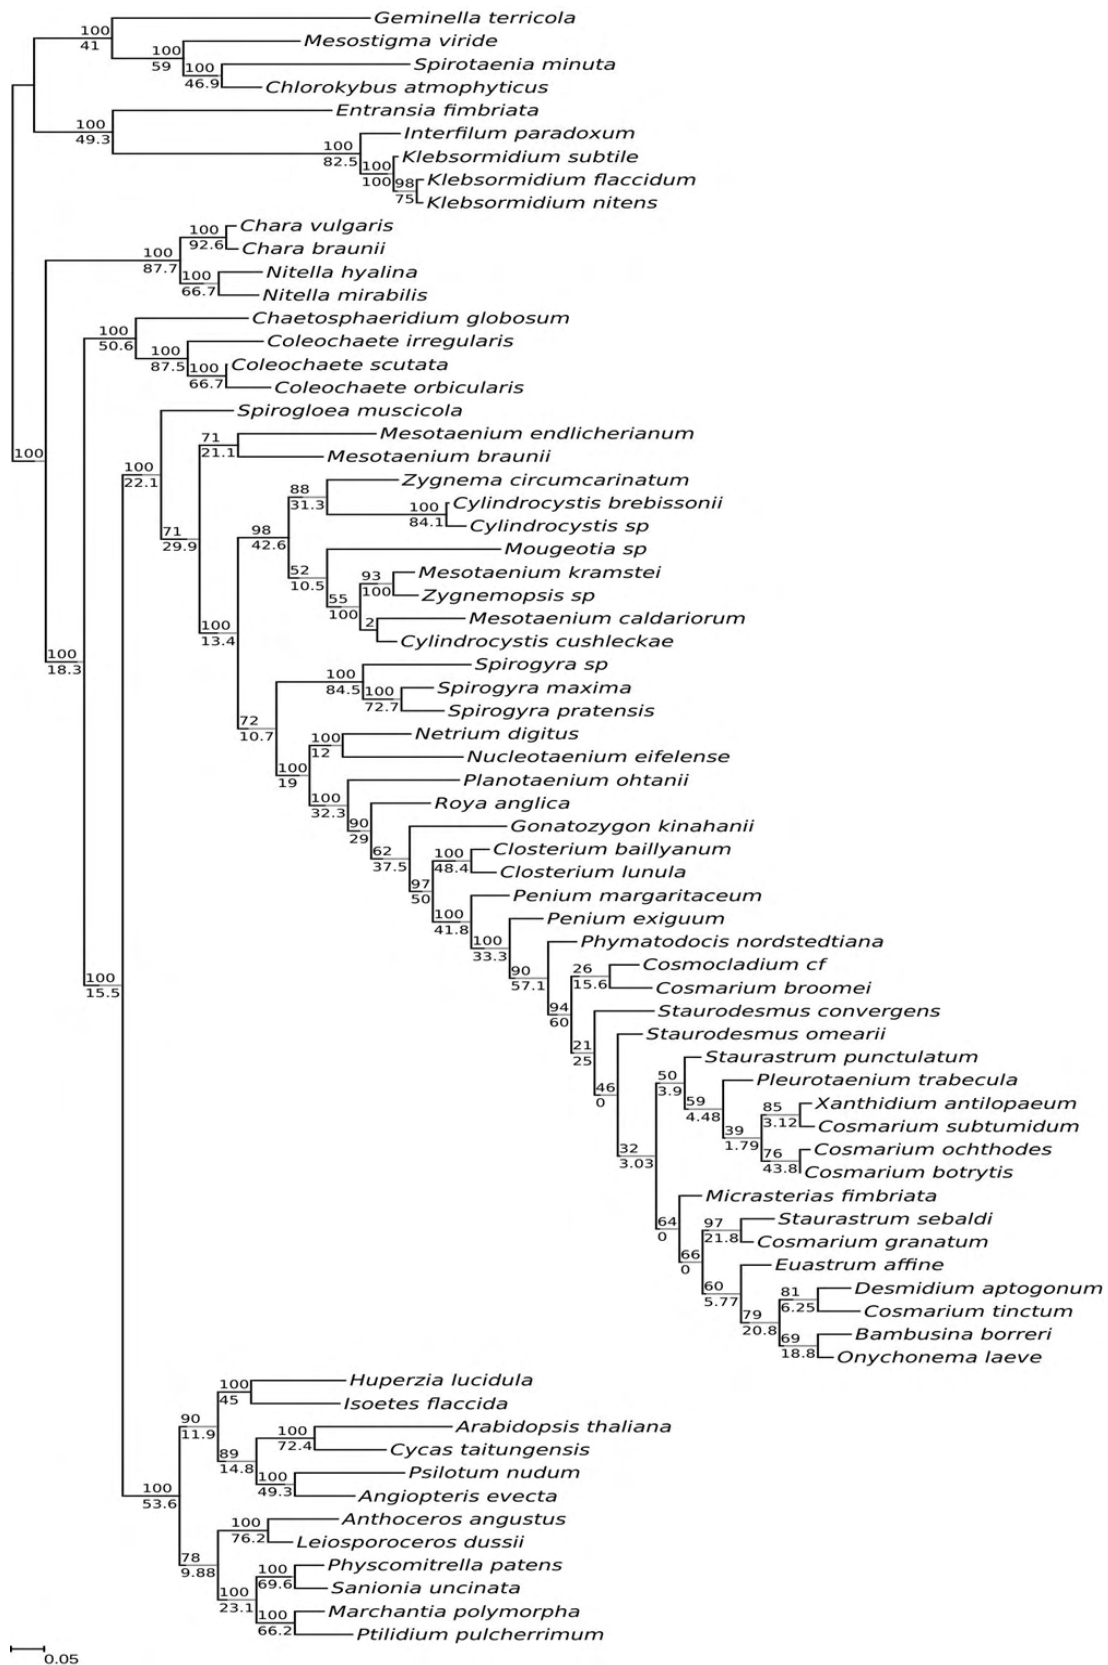 Geminella terricola
100
41
Mesostigma viride
100
59
Spirotaenia minuta
100
46.9
Chlorokybus atmophyticus
Entransia fimbriata
100
49.3
Interfilum paradoxum
100
82.5
Klebsormidium subtile
100
100
Klebsormidium flaccidum
98
75
Klebsormidium nitens
Chara vulgaris
100
92.6
Chara braunii
100
87.7
Nitella hyalina
100
66.7
Nitella mirabilis
Chaetosphaeridium globosum
100
50.6
Coleochaete irregularis
100
87.5
Coleochaete scutata
100
66.7
Coleochaete orbicularis
Spirogloea muscicola
Mesotaenium endlicherianum
71
21.1
Mesotaenium braunii
100
100
22.1
Zygnema circumcarinatum
88
31.3
Cylindrocystis brebissonii
100
84.1
Cylindrocystis sp
71
29.9
98
42.6
Mougeotia sp
52
10.5
Mesotaenium kramstei
93
100
Zygnemopsis sp
55
100
Mesotaenium caldariorum
2
Cylindrocystis cushleckae
100
13.4
100
18.3
Spirogyra sp
100
84.5
Spirogyra maxima
100
72.7
Spirogyra pratensis
72
10.7
Netrium digitus
100
12
Nucleotaenium eifelense
100
19
Planotaenium ohtanii
100
32.3
Roya anglica
90
29
Gonatozygon kinahanii
62
37.5
Closterium baillyanum
100
48.4
Closterium lunula
97
50
Penium margaritaceum
100
41.8
Penium exiguum
100
33.3
Phymatodocis nordstedtiana
90
57.1
Cosmocladium cf
26
15.6
Cosmarium broomei
100
15.5
94
60
Staurodesmus convergens
21
25
Staurodesmus omearii
46
0
Staurastrum punctulatum
50
3.9
Pleurotaenium trabecula
59
4.48
Xanthidium antilopaeum
85
3.12
Cosmarium subtumidum
39
1.79
Cosmarium ochthodes
76
43.8
Cosmarium botrytis
32
3.03
Micrasterias fimbriata
64
0
Staurastrum sebaldi
97
21.8
Cosmarium granatum
66
0
Euastrum affine
60
5.77
Desmidium aptogonum
81
6.25
Cosmarium tinctum
79
20.8
Bambusina borreri
69
18.8
Onychonema laeve
Huperzia lucidula
100
45
Isoetes flaccida
90
11.9
Arabidopsis thaliana
100
72.4
Cycas taitungensis
89
14.8
Psilotum nudum
100
49.3
Angiopteris evecta
100
53.6
Anthoceros angustus
100
76.2
Leiosporoceros dussii
78
9.88
Physcomitrella patens
100
69.6
Sanionia uncinata
100
23.1
Marchantia polymorpha
100
66.2
Ptilidium pulcherrimum
0.05